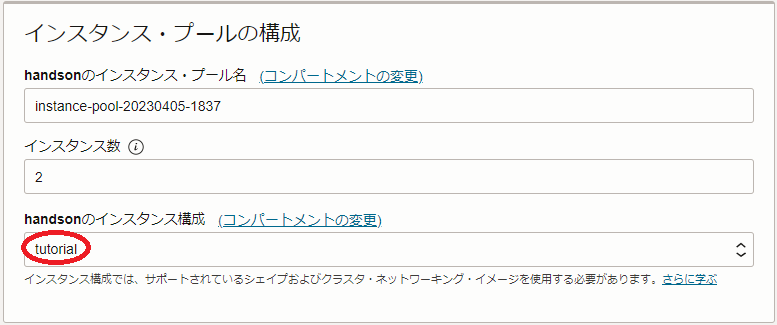 インスタンス・プールの構成
handsonのインスタンス・プール名 (コンパートメントの変更)
instance-pool-20230405-1837
インスタンス数
2
handsonのインスタンス構成 (コンパートメントの変更)
tutorial
インスタンス構成では、サポートされているシェイプおよびクラスタ・ネットワーキング・イメージを使用する必要があります。さらに学ぶ